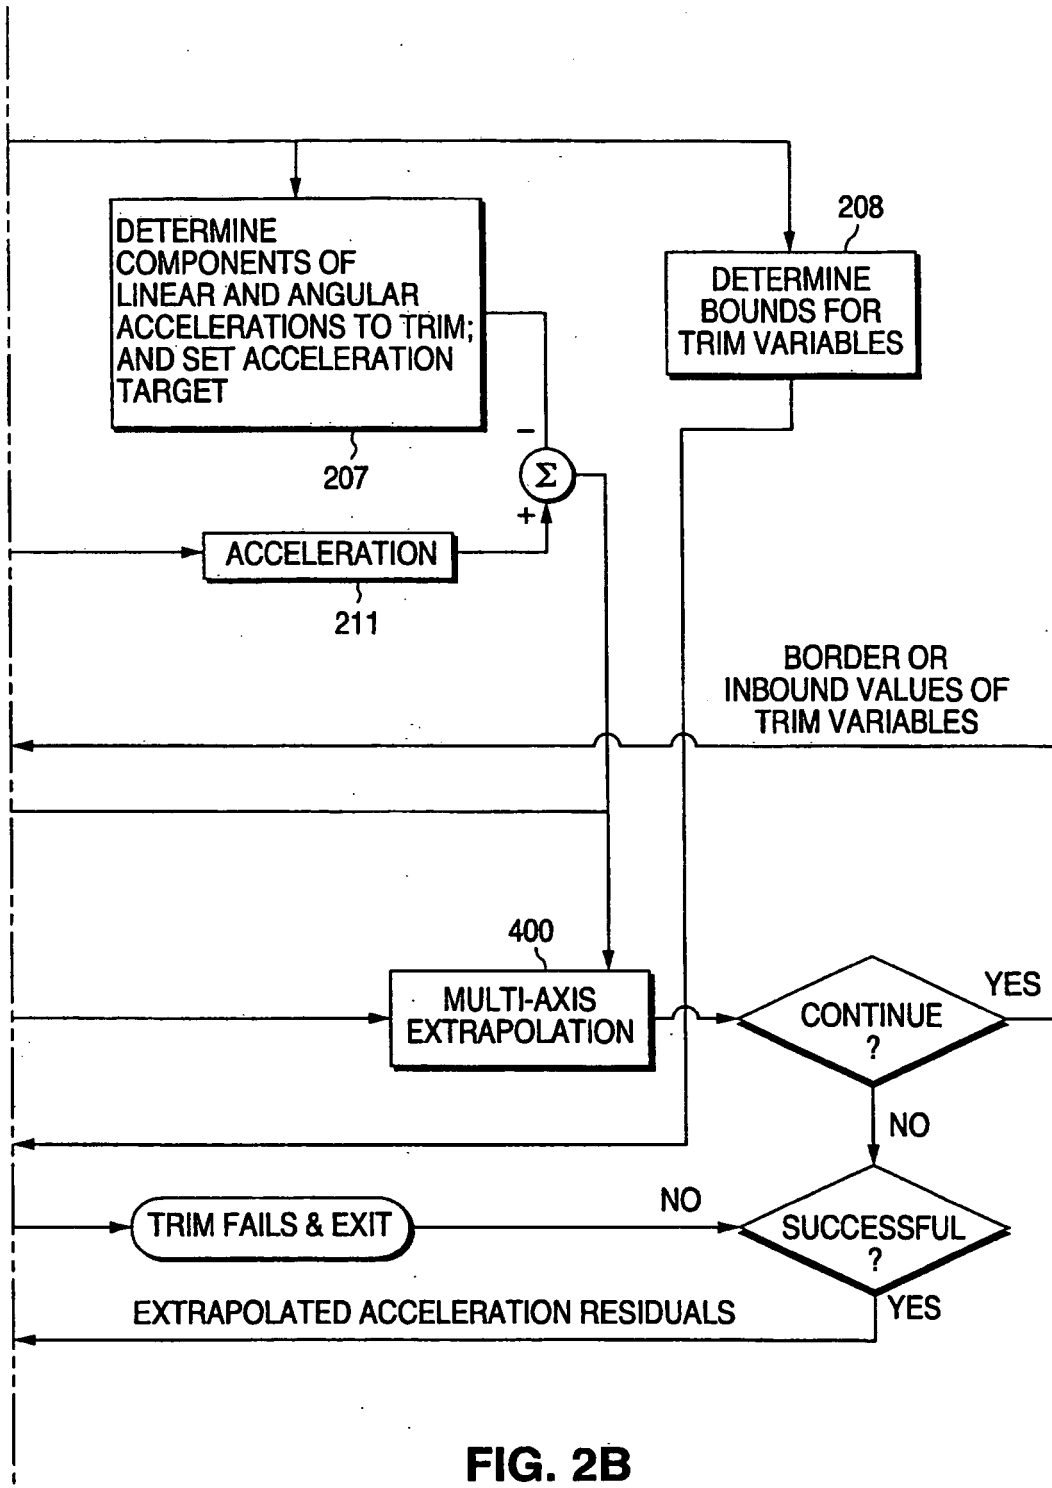 208
DETERMINE
COMPONENTS OF
LINEAR AND ANGULAR
ACCELERATIONS TO TRIM;
AND SET ACCELERATION
TARGET
DETERMINE
BOUNDS FOR
TRIM VARIABLES
207
−
Σ
+
ACCELERATION
211
BORDER OR
INBOUND VALUES OF
TRIM VARIABLES
400
MULTI-AXIS
EXTRAPOLATION
CONTINUE
?
YES
NO
TRIM FAILS & EXIT
NO
SUCCESSFUL
?
YES
EXTRAPOLATED ACCELERATION RESIDUALS
FIG. 2B